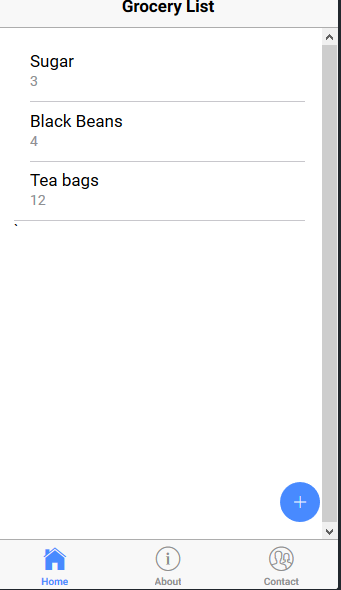 Grocery List
Sugar
3
Black Beans
4
Tea bags
12
`
Home
About
Contact